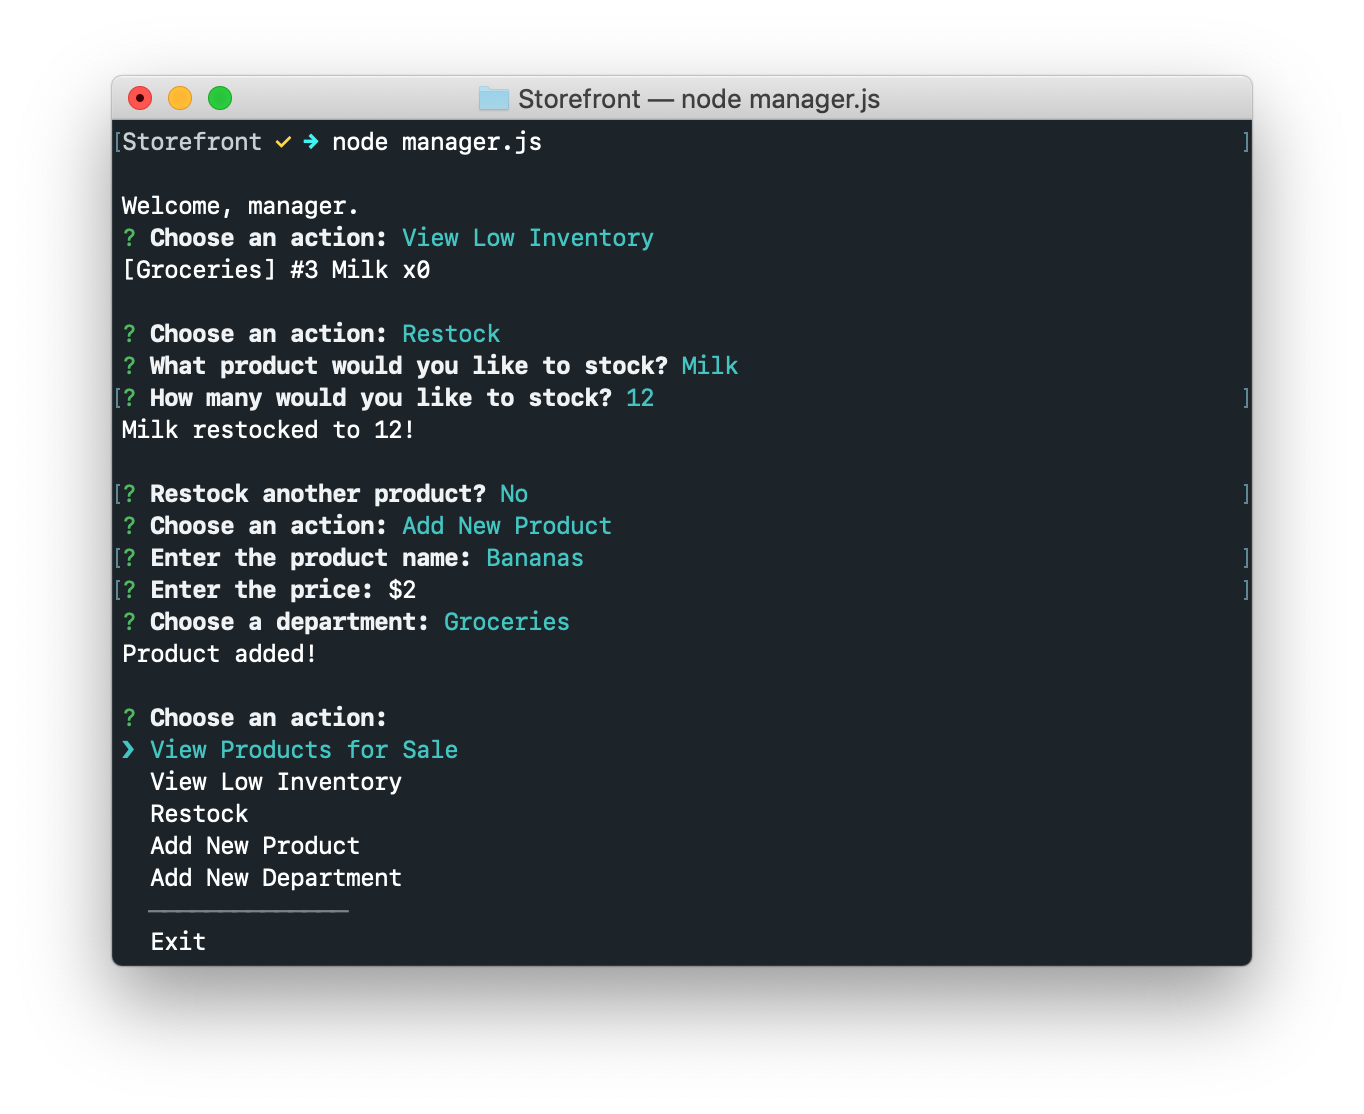 Storefront — node manager.js
[Storefront ✓ ➜ node manager.js ]
Welcome, manager.
? Choose an action: View Low Inventory
[Groceries] #3 Milk x0
? Choose an action: Restock
? What product would you like to stock? Milk
[? How many would you like to stock? 12 ]
Milk restocked to 12!
[? Restock another product? No ]
? Choose an action: Add New Product
[? Enter the product name: Bananas ]
[? Enter the price: $2 ]
? Choose a department: Groceries
Product added!
? Choose an action:
❯ View Products for Sale
View Low Inventory
Restock
Add New Product
Add New Department
──────────────
Exit